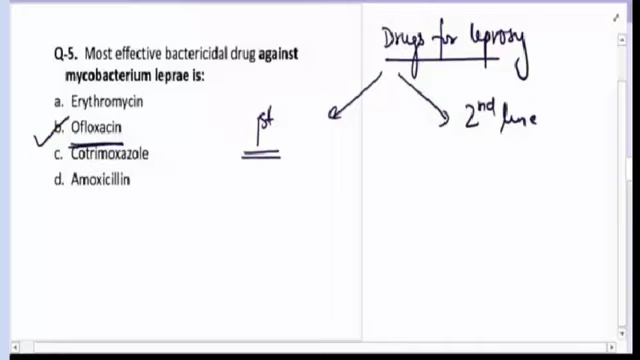 Q-5. Most effective bactericidal drug against
mycobacterium leprae is:
a. Erythromycin
b. Ofloxacin
c. Cotrimoxazole
d. Amoxicillin
Drugs for leprosy
1st
2nd line